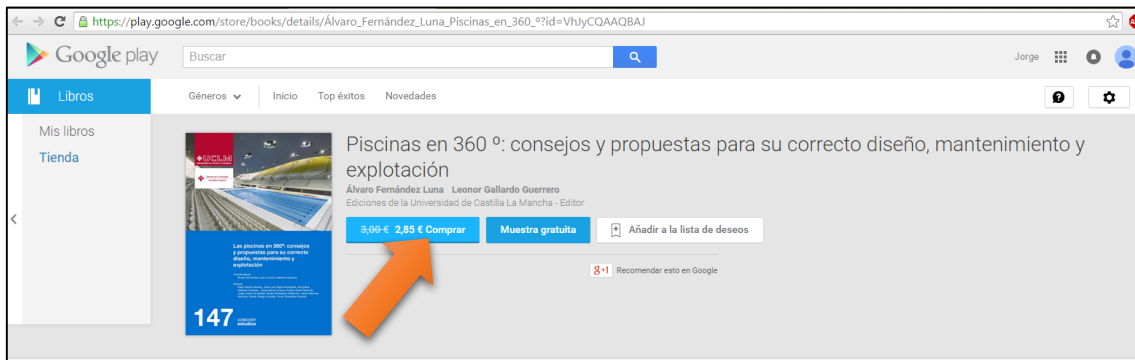 https://play.google.com/store/books/details/Álvaro_Fernández_Luna_Piscinas_en_360_º?id=VhJyCQAAQBAJ
Google play
Buscar
Jorge
Libros
Géneros
Inicio
Top éxitos
Novedades
Mis libros
Tienda
Piscinas en 360 º: consejos y propuestas para su correcto diseño, mantenimiento y
explotación
Álvaro Fernández Luna Leonor Gallardo Guerrero
Ediciones de la Universidad de Castilla La Mancha - Editor
3,00 € 2,85 € Comprar
Muestra gratuita
Añadir a la lista de deseos
g+1 Recomendar esto en Google
UCLM
Las piscinas en 360º: consejos
y propuestas para su correcto
diseño, mantenimiento y
explotación
147
colección
estudios